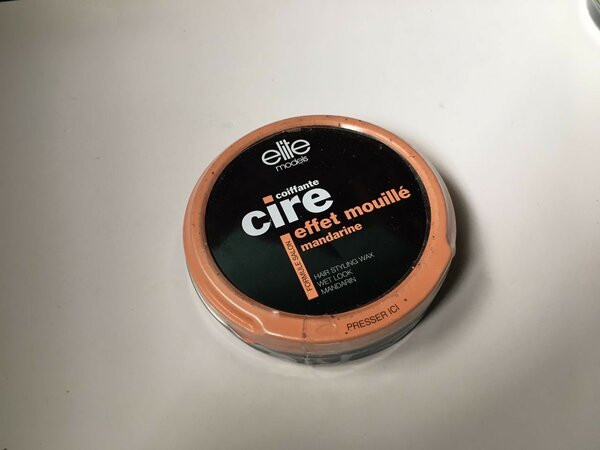 elite
models
coiffante
cire
effet mouillé
mandarine
FORMULE SALON
HAIR STYLING WAX
WET LOOK
MANDARIN
PRESSER ICI